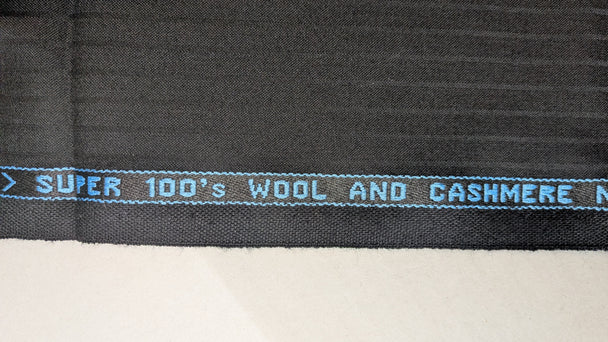 > SUPER 100's WOOL AND CASHMERE